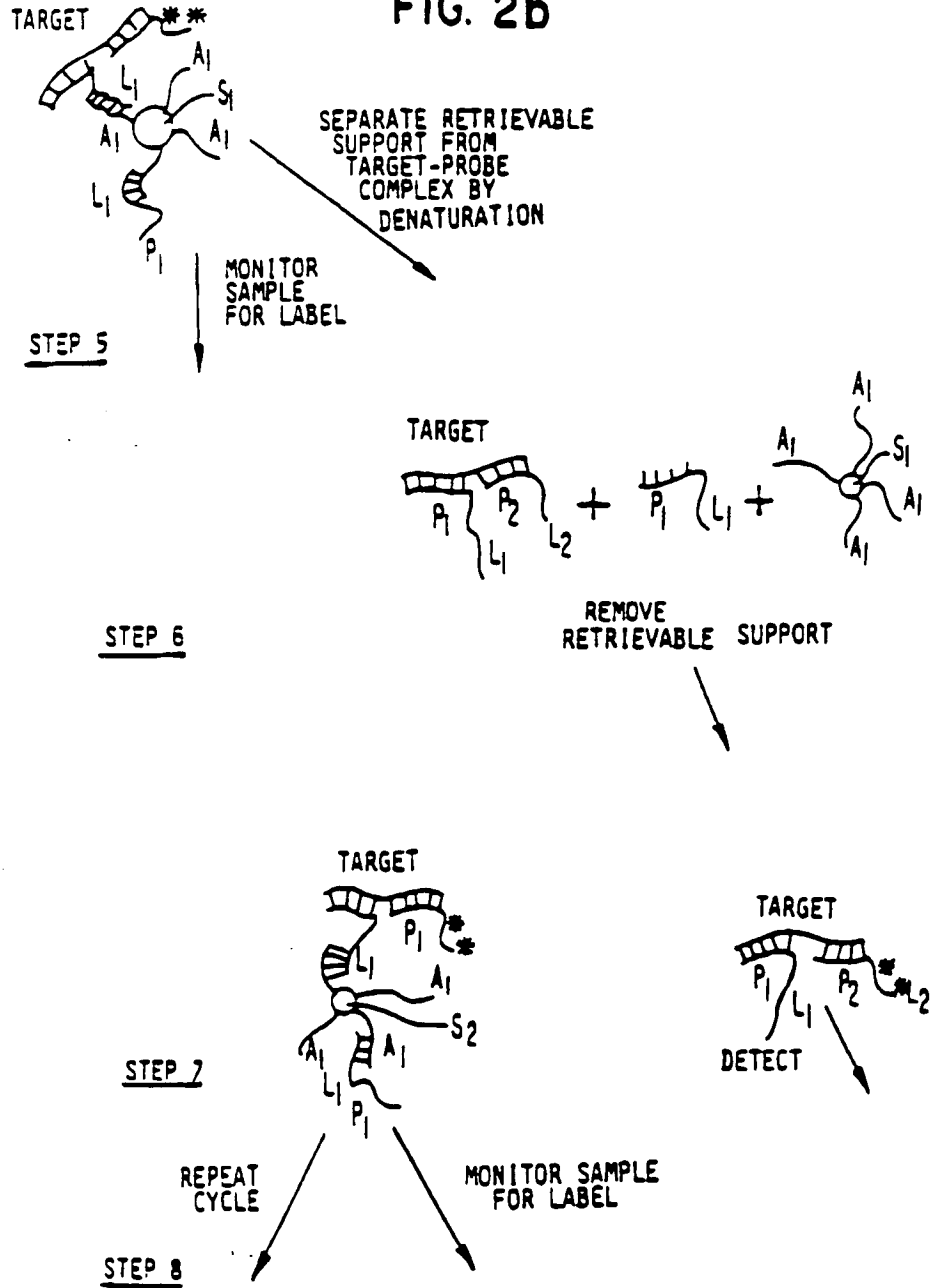 FIG. 2b
TARGET
* *
L1
A1
S1
A1
A1
L1
P1
SEPARATE RETRIEVABLE
SUPPORT FROM
TARGET-PROBE
COMPLEX BY
DENATURATION
MONITOR
SAMPLE
FOR LABEL
STEP 5
TARGET
P1
P2
L1
L2
+
P1
L1
+
A1
A1
S1
A1
A1
STEP 6
REMOVE
RETRIEVABLE SUPPORT
TARGET
P1
*
*
L1
A1
S2
A1
A1
L1
P1
STEP 7
TARGET
P1
L1
P2
*
*L2
DETECT
REPEAT
CYCLE
MONITOR SAMPLE
FOR LABEL
STEP 8